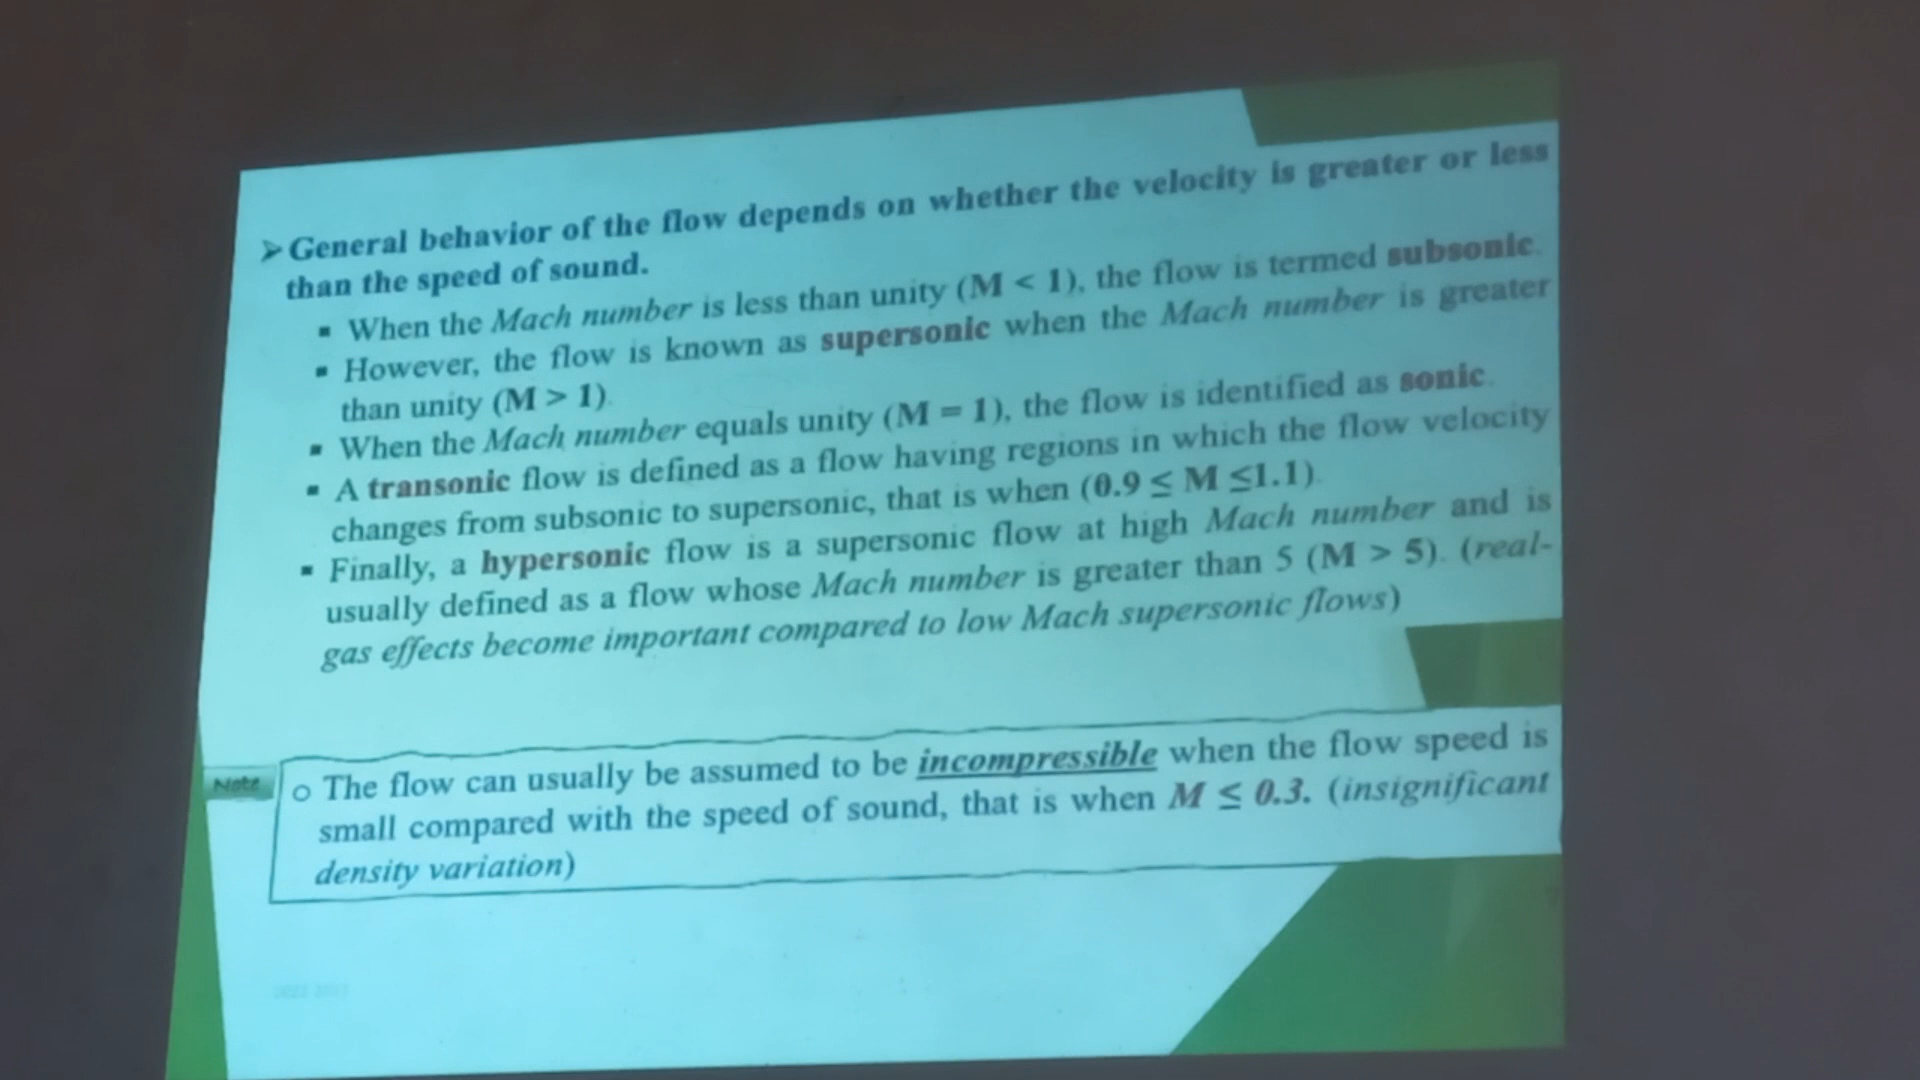 ➢ General behavior of the flow depends on whether the velocity is greater or less
than the speed of sound.
▪ When the Mach number is less than unity (M < 1), the flow is termed subsonic.
▪ However, the flow is known as supersonic when the Mach number is greater
than unity (M > 1).
▪ When the Mach number equals unity (M = 1), the flow is identified as sonic.
▪ A transonic flow is defined as a flow having regions in which the flow velocity
changes from subsonic to supersonic, that is when (0.9 ≤ M ≤1.1).
▪ Finally, a hypersonic flow is a supersonic flow at high Mach number and is
usually defined as a flow whose Mach number is greater than 5 (M > 5). (real-
gas effects become important compared to low Mach supersonic flows)
Note
o The flow can usually be assumed to be incompressible when the flow speed is
small compared with the speed of sound, that is when M ≤ 0.3. (insignificant
density variation)